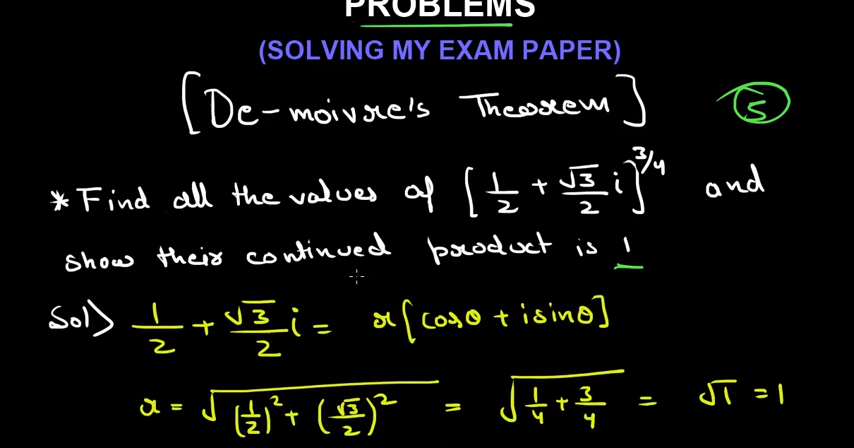 PROBLEMS
(SOLVING MY EXAM PAPER)
[De-moivre's Theorem] 5
* Find all the values of [1/2 + √3/2 i]^3/4 and
show their continued product is 1
Sol> 1/2 + √3/2 i = r[cosθ + isinθ]
r = √((1/2)² + (√3/2)²) = √(1/4 + 3/4) = √1 = 1